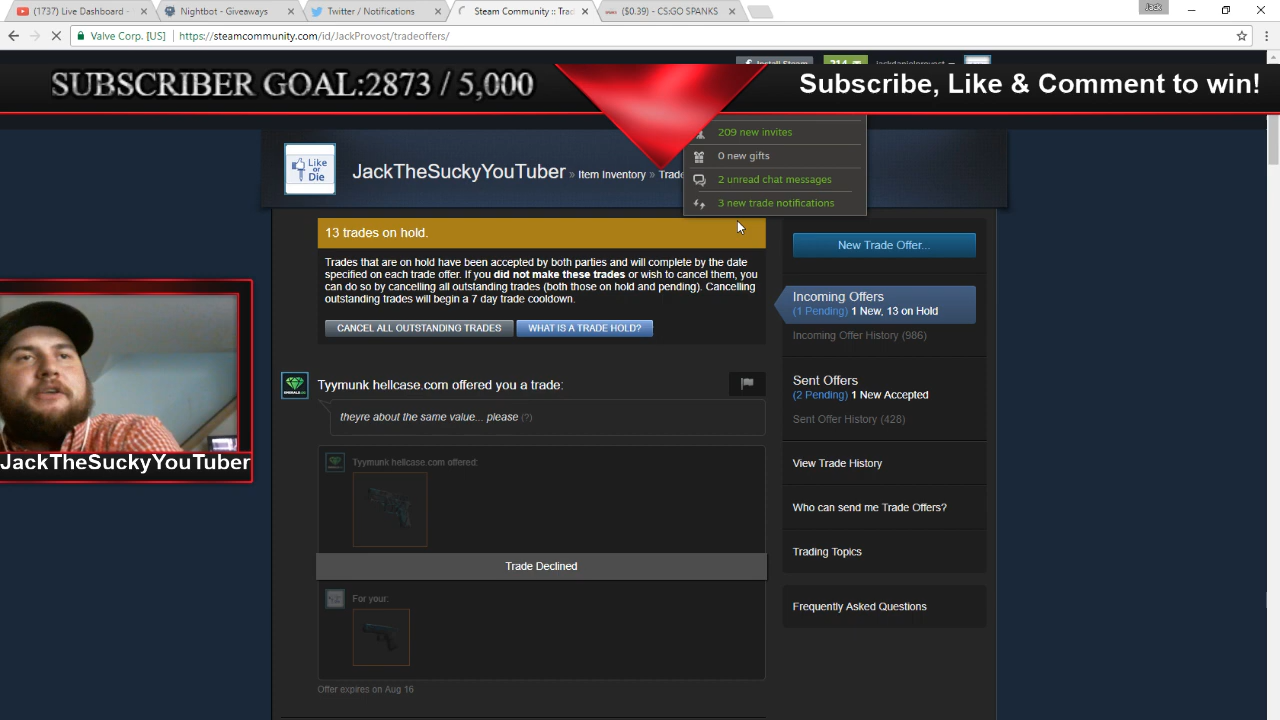 (1737) Live Dashboard -
Nightbot - Giveaways
Twitter / Notifications
Steam Community :: Trad
($0.39) - CS:GO SPANKS
Jack
Valve Corp. [US]
https://steamcommunity.com/id/JackProvost/tradeoffers/
Install Steam
214
jackdanielprovost
SUBSCRIBER GOAL:2873 / 5,000
Subscribe, Like & Comment to win!
209 new invites
0 new gifts
2 unread chat messages
3 new trade notifications
Like
or
Die
JackTheSuckyYouTuber » Item Inventory » Trade
13 trades on hold.
Trades that are on hold have been accepted by both parties and will complete by the date
specified on each trade offer. If you did not make these trades or wish to cancel them, you
can do so by cancelling all outstanding trades (both those on hold and pending). Cancelling
outstanding trades will begin a 7 day trade cooldown.
CANCEL ALL OUTSTANDING TRADES
WHAT IS A TRADE HOLD?
New Trade Offer...
Incoming Offers
(1 Pending) 1 New, 13 on Hold
Incoming Offer History (986)
Sent Offers
(2 Pending) 1 New Accepted
Sent Offer History (428)
View Trade History
Who can send me Trade Offers?
Trading Topics
Frequently Asked Questions
Tyymunk hellcase.com offered you a trade:
theyre about the same value... please (?)
Tyymunk hellcase.com offered:
Trade Declined
For your:
Offer expires on Aug 16
JackTheSuckyYouTuber